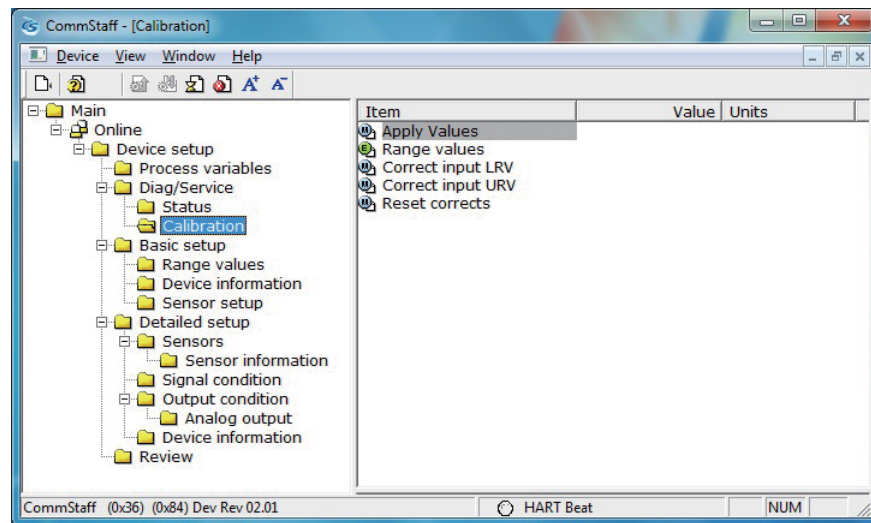 CommStaff - [Calibration]
Device View Window Help
Main
Online
Device setup
Process variables
Diag/Service
Status
Calibration
Basic setup
Range values
Device information
Sensor setup
Detailed setup
Sensors
Sensor information
Signal condition
Output condition
Analog output
Device information
Review
Item Value Units
Apply Values
Range values
Correct input LRV
Correct input URV
Reset corrects
CommStaff (0x36) (0x84) Dev Rev 02.01 HART Beat NUM